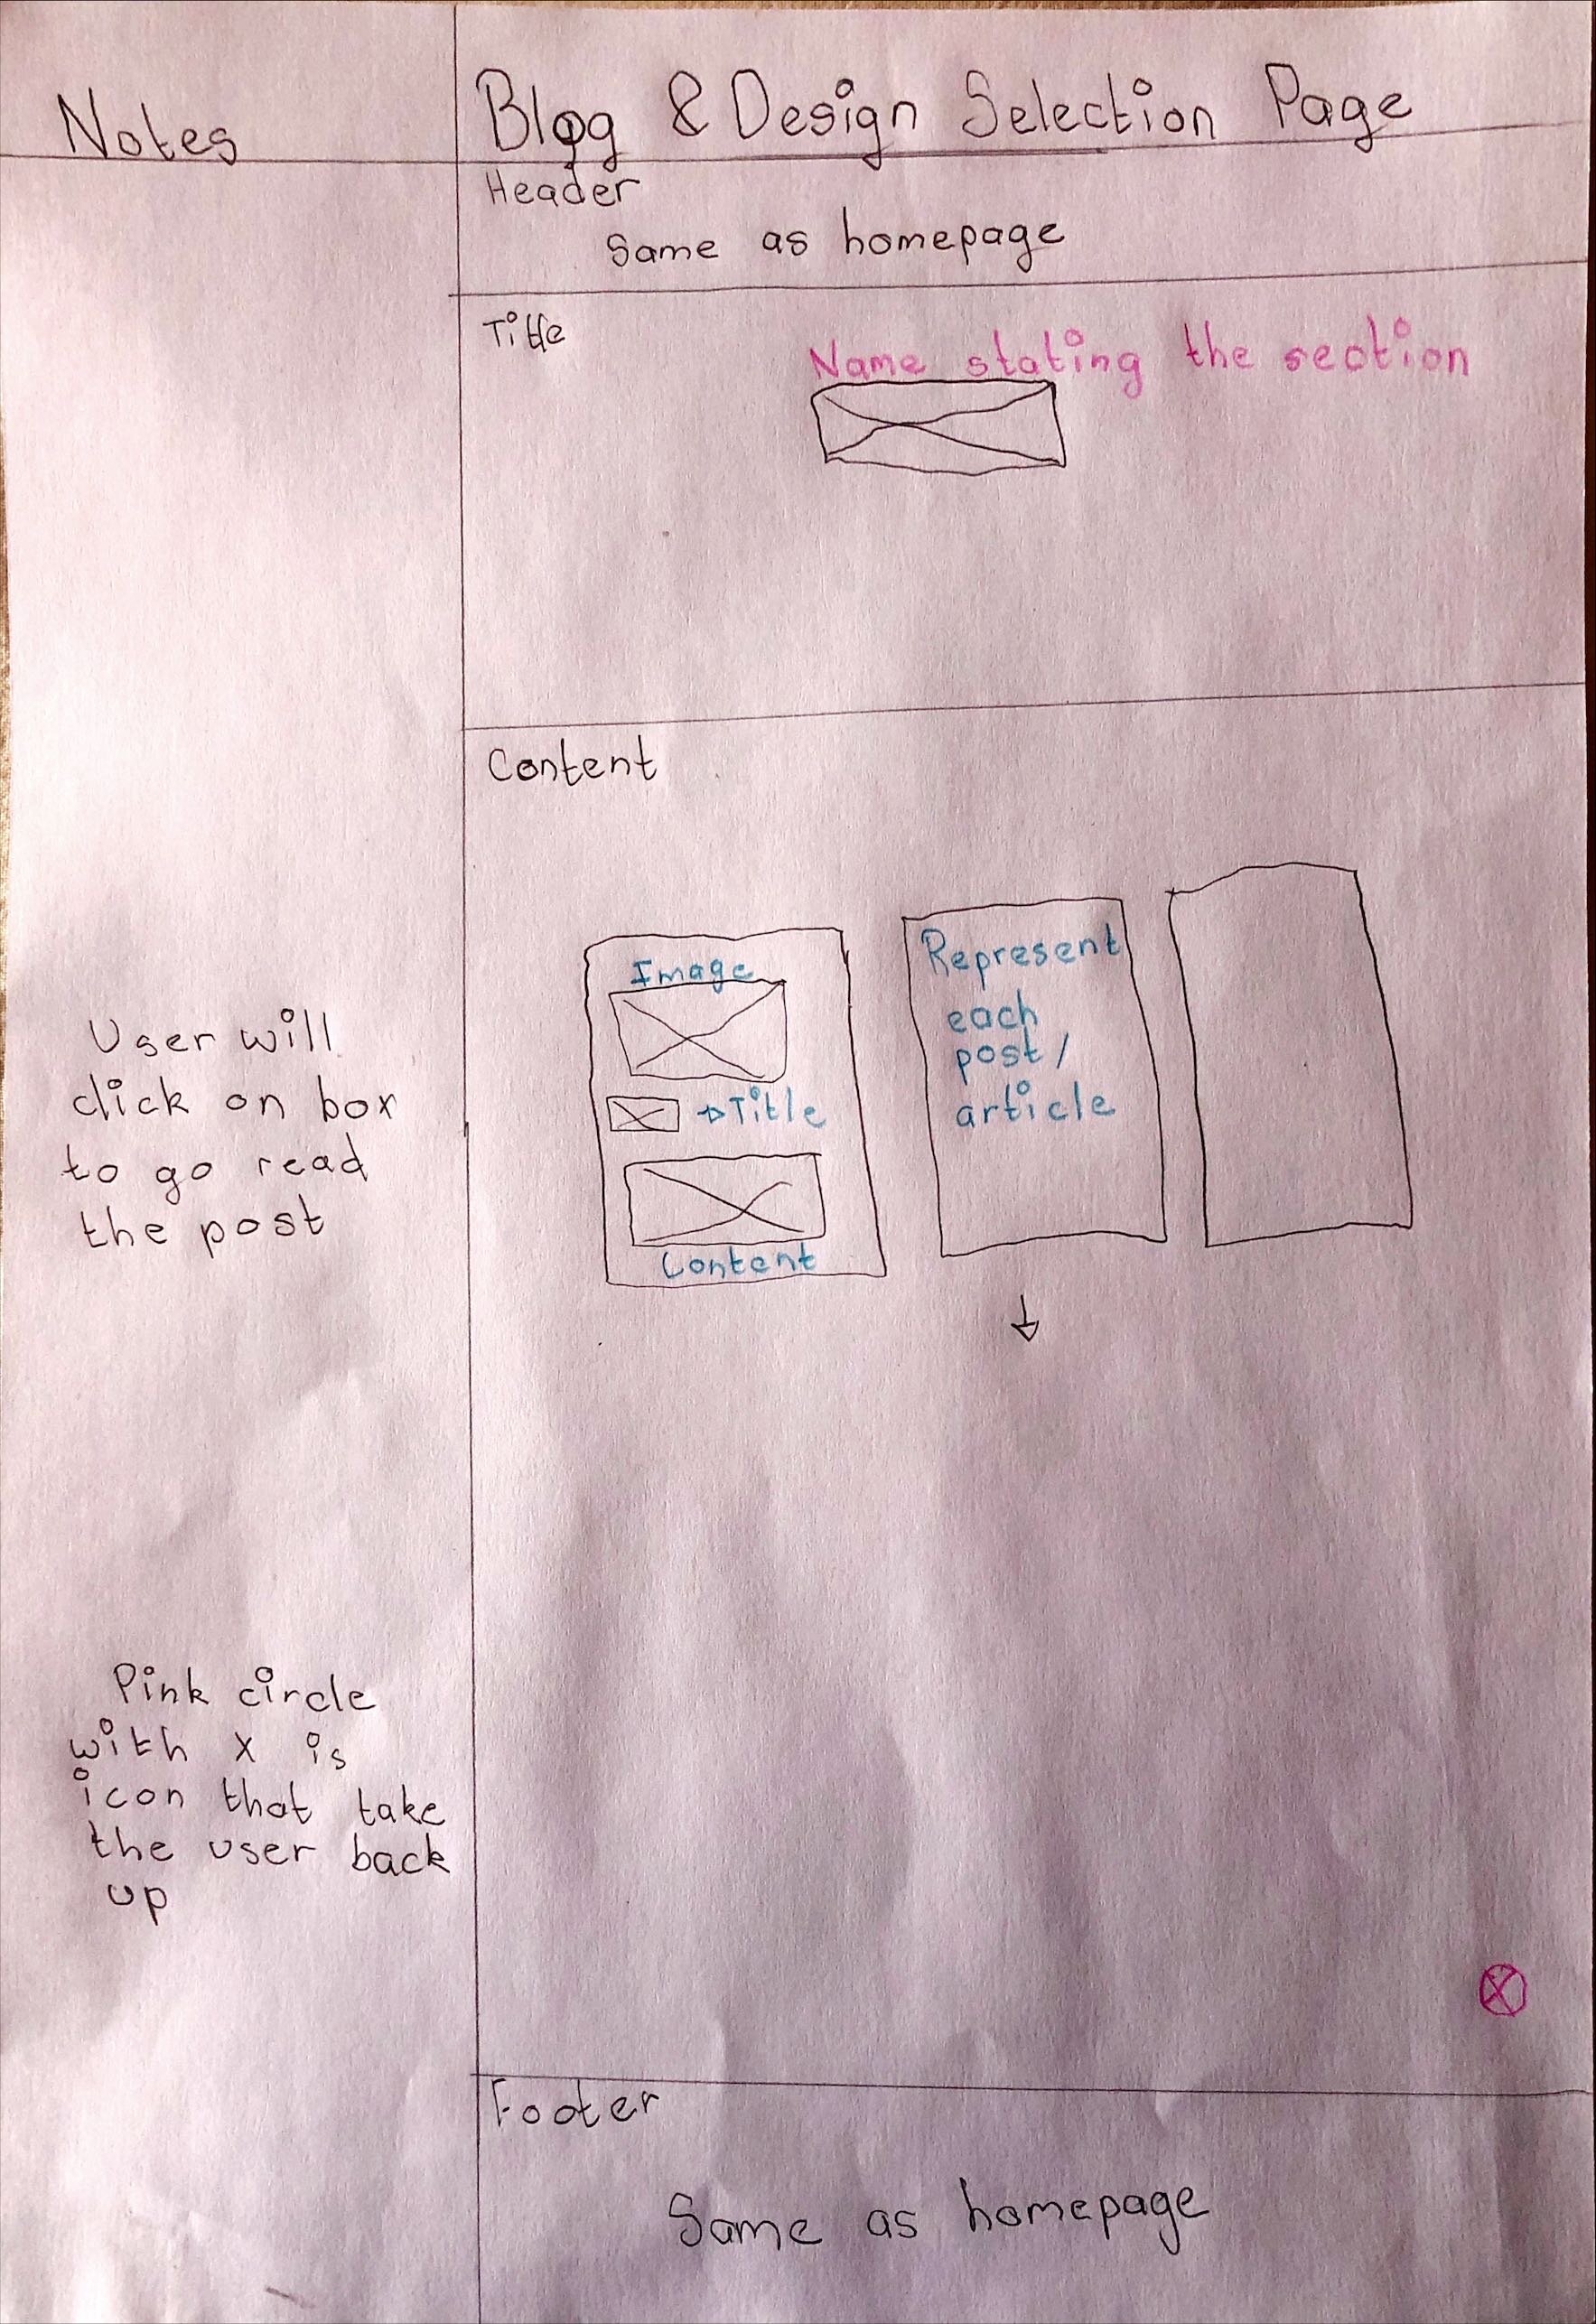 Notes
Blog & Design Selection Page
Header
Same as homepage
Title
Name stating the section
Content
Image
Title
Content
Represent
each
post /
article
User will
click on box
to go read
the post
Pink circle
with x is
icon that take
the user back
up
Footer
Same as homepage